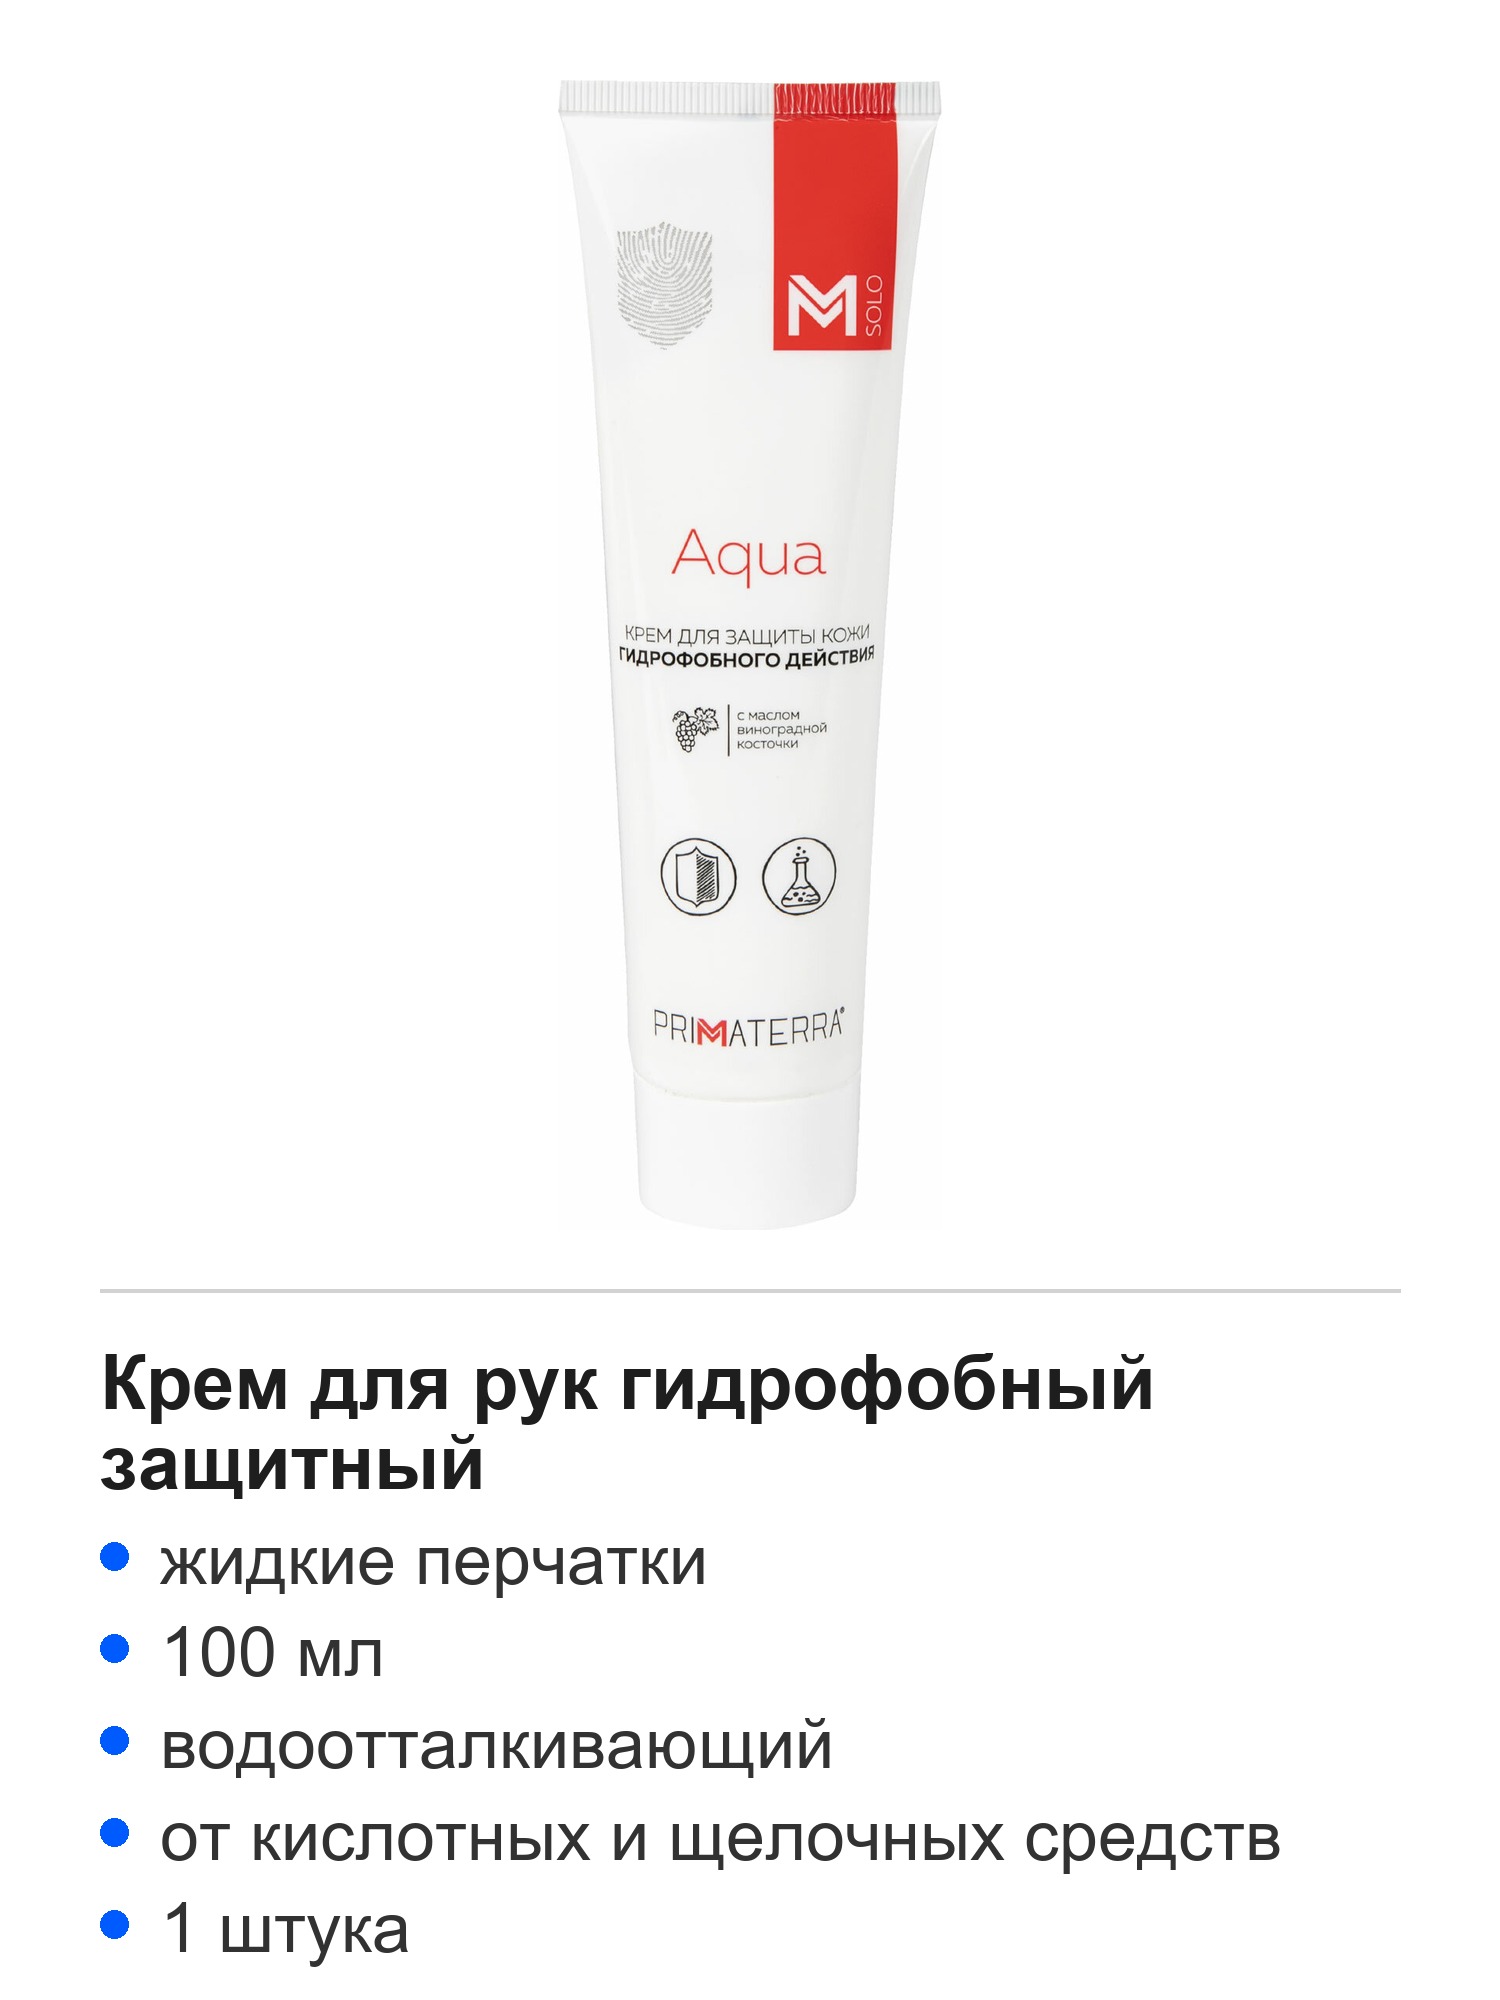 M SOLO
Aqua
КРЕМ ДЛЯ ЗАЩИТЫ КОЖИ
ГИДРОФОБНОГО ДЕЙСТВИЯ
с маслом
виноградной
косточки
PRIMATERRA®
Крем для рук гидрофобный
защитный
жидкие перчатки
100 мл
водоотталкивающий
от кислотных и щелочных средств
1 штука